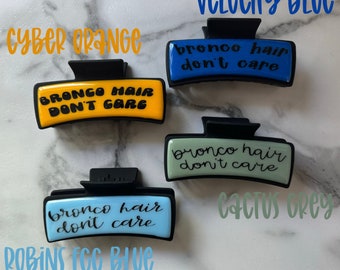 VELOCITY BLUE
CYBER ORANGE
bronco hair
don't care
BRONCO HAIR
DON'T CARE
bronco hair
don't care
CACTUS GREY
bronco hair
dont care
ROBINS EGG BLUE